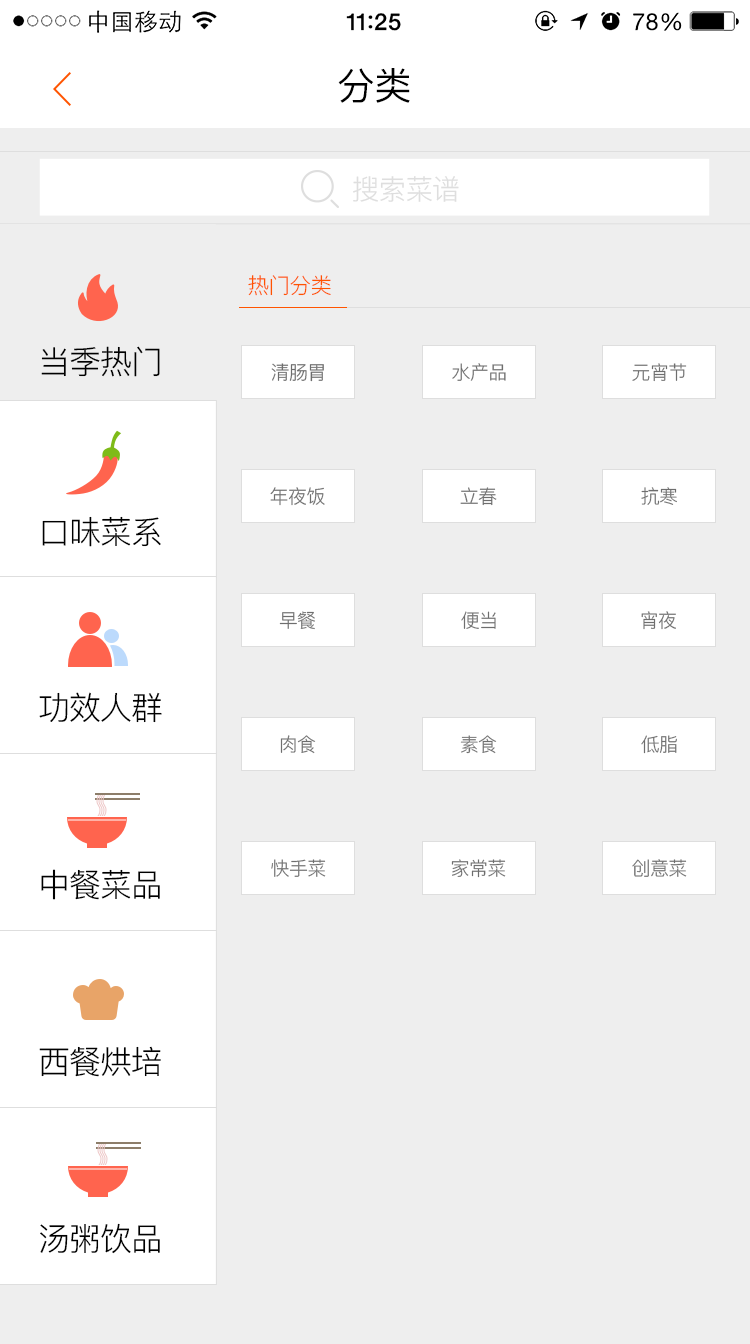 中国移动 11:25 78%
分类
搜索菜谱
当季热门
口味菜系
功效人群
中餐菜品
西餐烘培
汤粥饮品
热门分类
清肠胃 水产品 元宵节
年夜饭 立春 抗寒
早餐 便当 宵夜
肉食 素食 低脂
快手菜 家常菜 创意菜